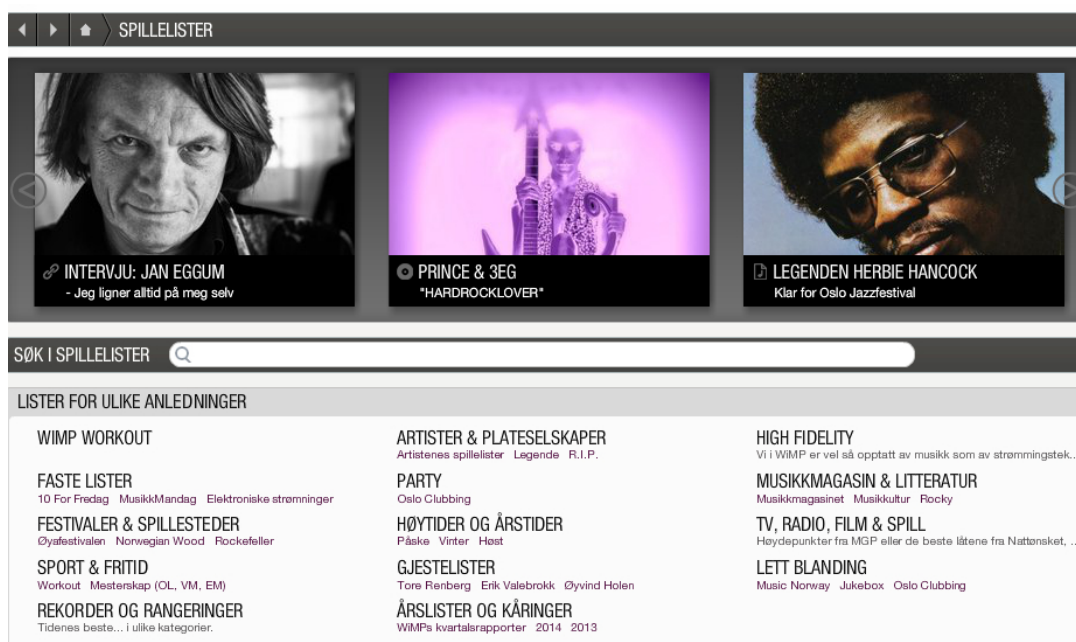 SPILLELISTER
INTERVJU: JAN EGGUM
- Jeg ligner alltid på meg selv
PRINCE & 3EG
"HARDROCKLOVER"
LEGENDEN HERBIE HANCOCK
Klar for Oslo Jazzfestival
SØK I SPILLELISTER
LISTER FOR ULIKE ANLEDNINGER
WIMP WORKOUT
ARTISTER & PLATESELSKAPER
Artistenes spillelister Legende R.I.P.
HIGH FIDELITY
Vi i WiMP er vel så opptatt av musikk som av strømmingstek...
FASTE LISTER
10 For Fredag MusikkMandag Elektroniske strømninger
PARTY
Oslo Clubbing
MUSIKKMAGASIN & LITTERATUR
Musikkmagasinet Musikkultur Rocky
FESTIVALER & SPILLESTEDER
Øyafestivalen Norwegian Wood Rockefeller
HØYTIDER OG ÅRSTIDER
Påske Vinter Høst
TV, RADIO, FILM & SPILL
Høydepunkter fra MGP eller de beste låtene fra Nattønsket, ...
SPORT & FRITID
Workout Mesterskap (OL, VM, EM)
GJESTELISTER
Tore Renberg Erik Valebrokk Øyvind Holen
LETT BLANDING
Music Norway Jukebox Oslo Clubbing
REKORDER OG RANGERINGER
Tidenes beste... i ulike kategorier.
ÅRSLISTER OG KÅRINGER
WiMPs kvartalsrapporter 2014 2013